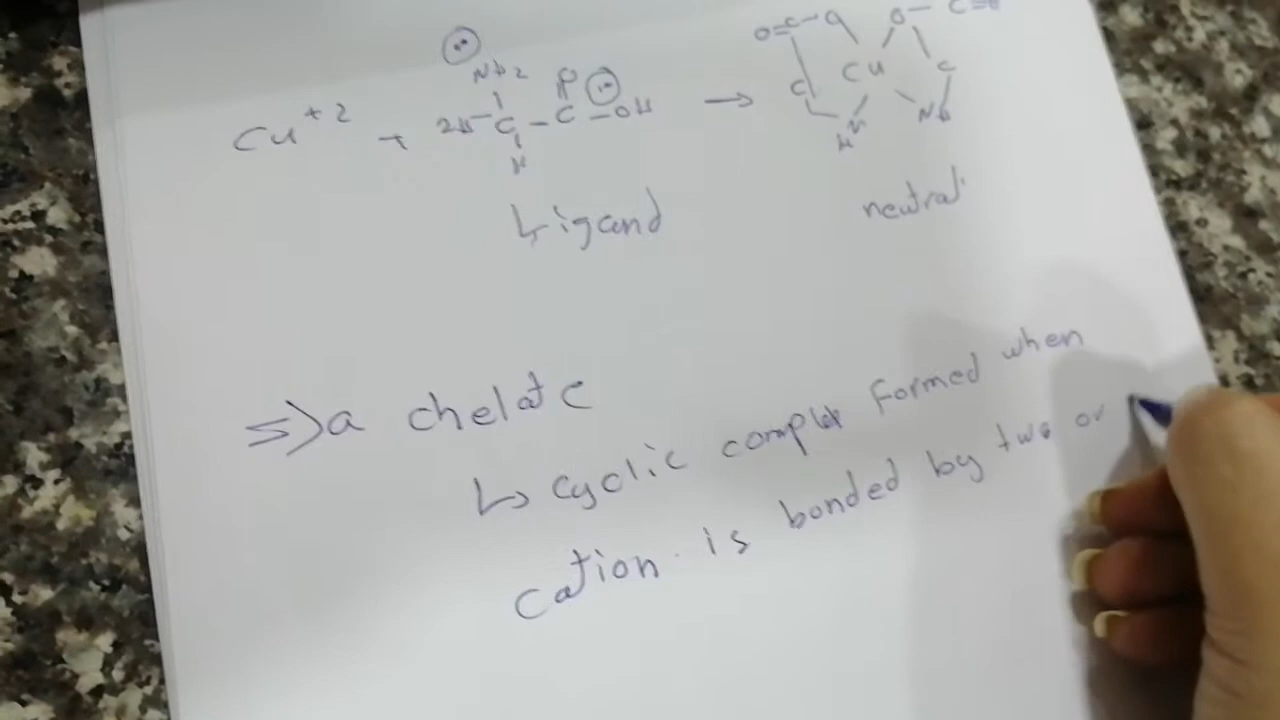 NH2 O
Cu+2 + 2H-C-C-OH →
H
O=C-O O-C=O
C Cu C
Ligand
neutral
=> a chelate
↳ cyclic complex formed when
cation is bonded by two or